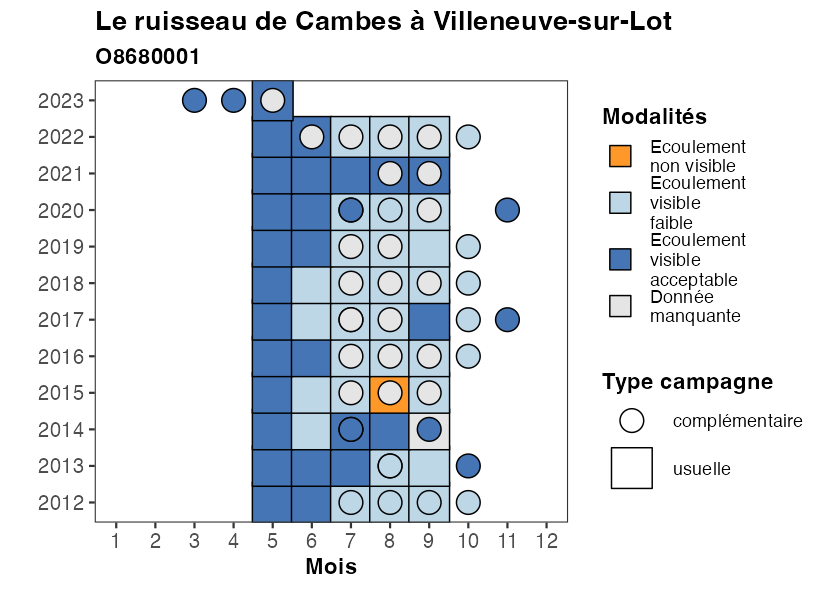 Le ruisseau de Cambes à Villeneuve-sur-Lot
O8680001
2023
2022
2021
2020
2019
2018
2017
2016
2015
2014
2013
2012
1 2 3 4 5 6 7 8 9 10 11 12
Mois
Modalités
Ecoulement
non visible
Ecoulement
visible
faible
Ecoulement
visible
acceptable
Donnée
manquante
Type campagne
complémentaire
usuelle